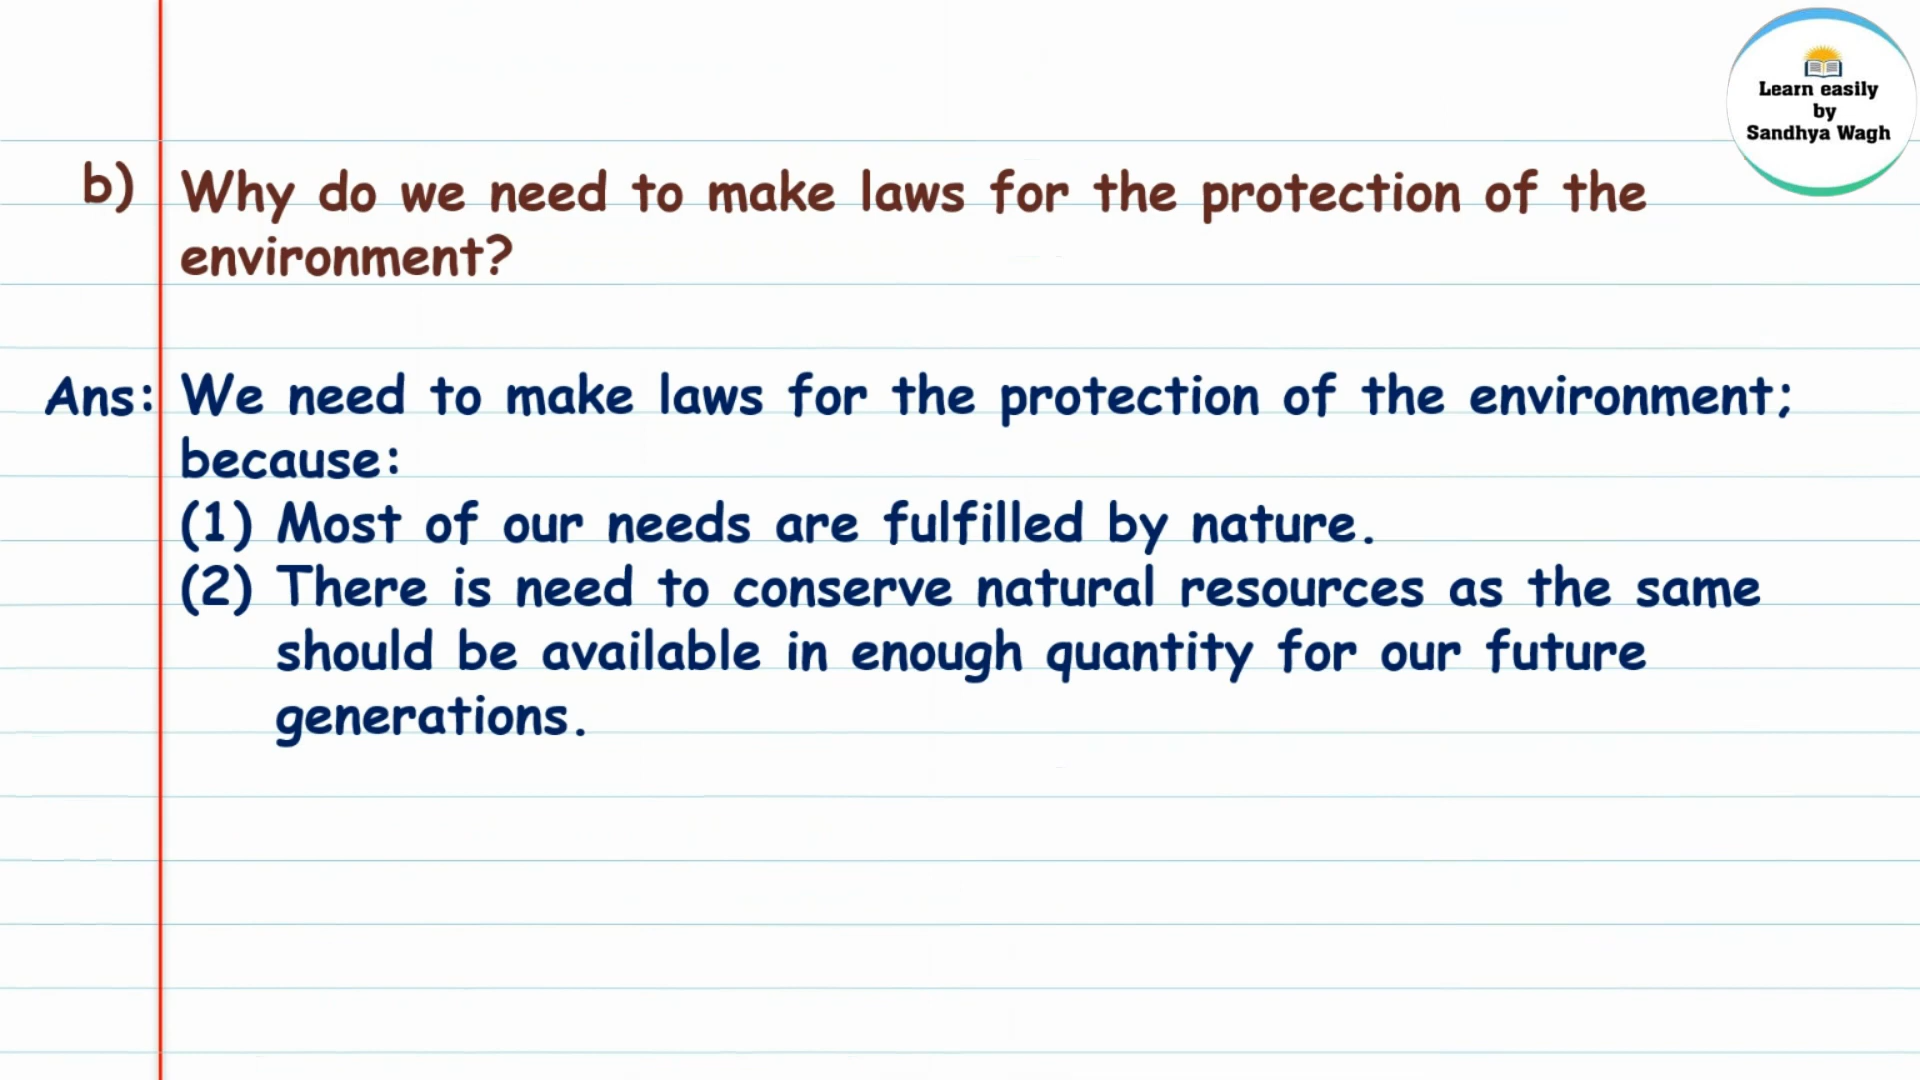 Learn easily
by
Sandhya Wagh
b) Why do we need to make laws for the protection of the
environment?
Ans: We need to make laws for the protection of the environment;
because:
(1) Most of our needs are fulfilled by nature.
(2) There is need to conserve natural resources as the same
should be available in enough quantity for our future
generations.